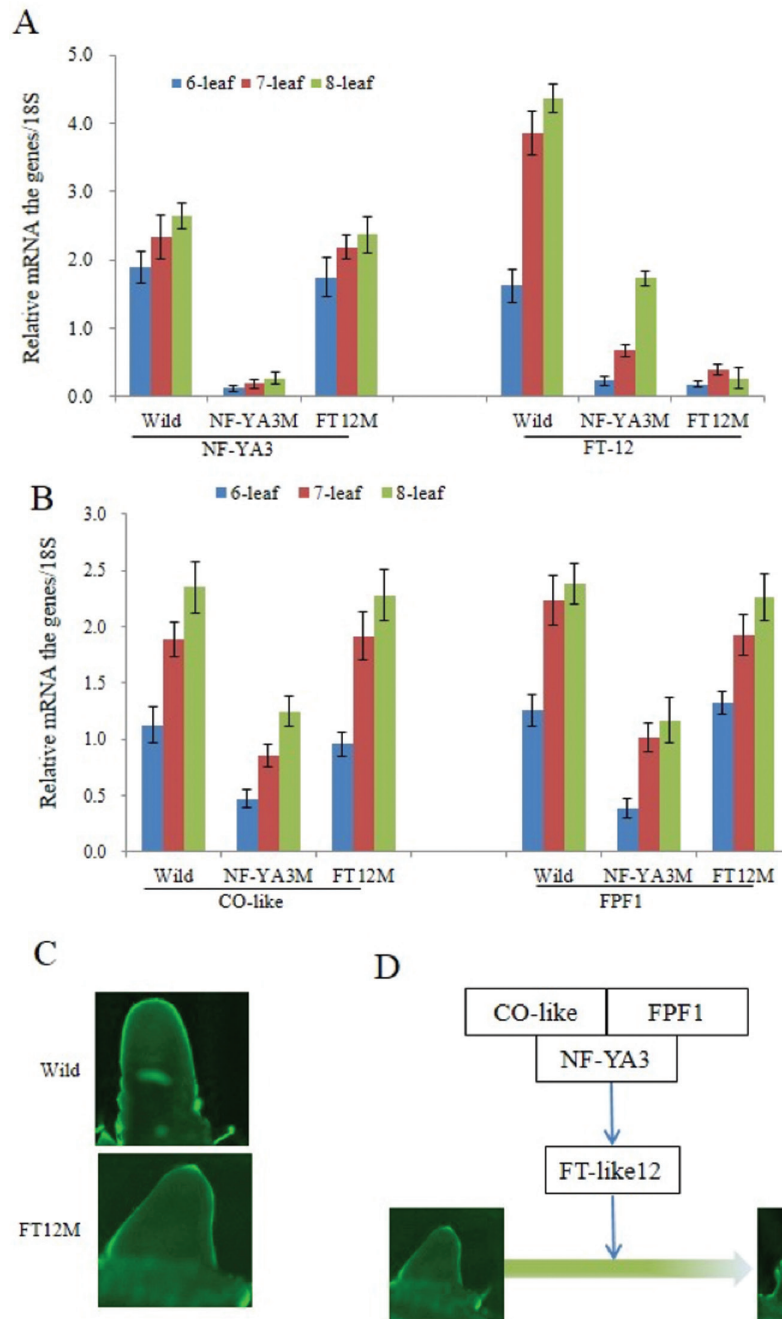 A
Relative mRNA the genes/18S
5.0
4.0
3.0
2.0
1.0
0.0
6-leaf 7-leaf 8-leaf
Wild NF-YA3M FT12M Wild NF-YA3M FT12M
NF-YA3 FT-12
B
Relative mRNA the genes/18S
3.0
2.5
2.0
1.5
1.0
0.5
0.0
6-leaf 7-leaf 8-leaf
Wild NF-YA3M FT12M Wild NF-YA3M FT12M
CO-like FPF1
C
Wild
FT12M
D
CO-like FPF1
NF-YA3
FT-like12